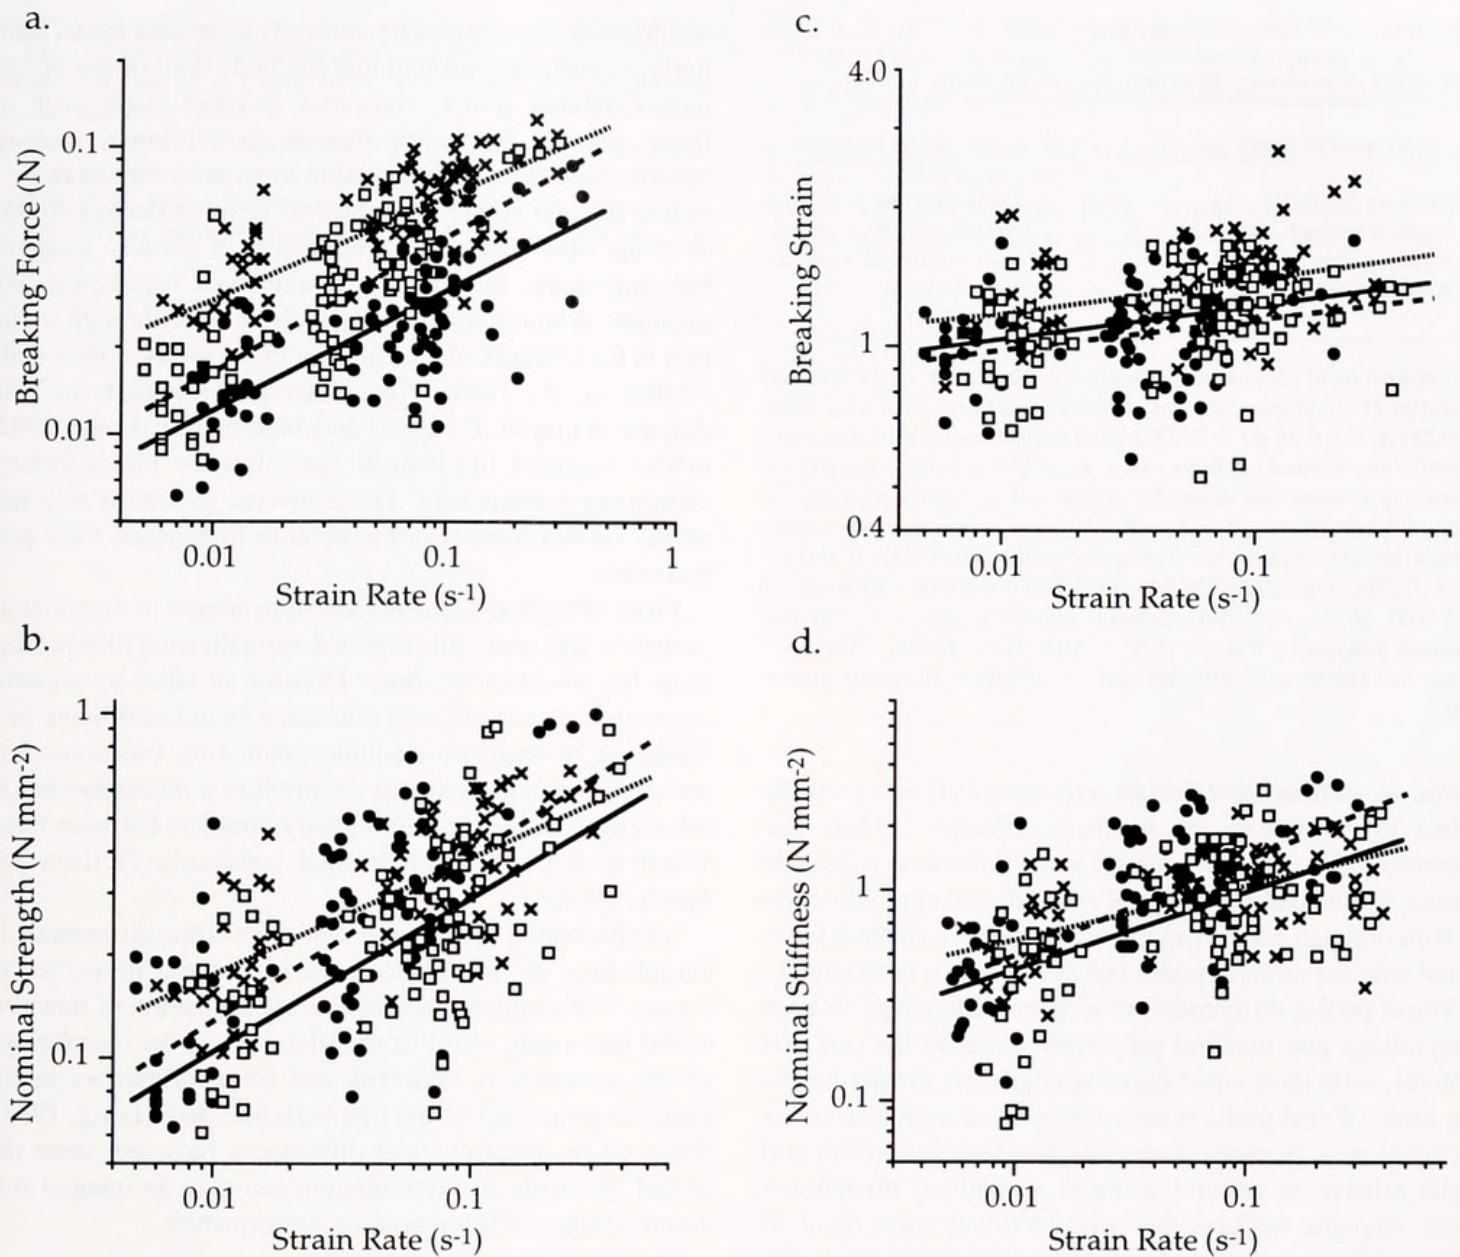 a.
Breaking Force (N)
0.1
0.01
0.01
0.1
1
Strain Rate (s-1)
b.
Nominal Strength (N mm-2)
1
0.1
0.01
0.1
Strain Rate (s-1)
c.
Breaking Strain
4.0
1
0.4
0.01
0.1
Strain Rate (s-1)
d.
Nominal Stiffness (N mm-2)
1
0.1
0.01
0.1
Strain Rate (s-1)